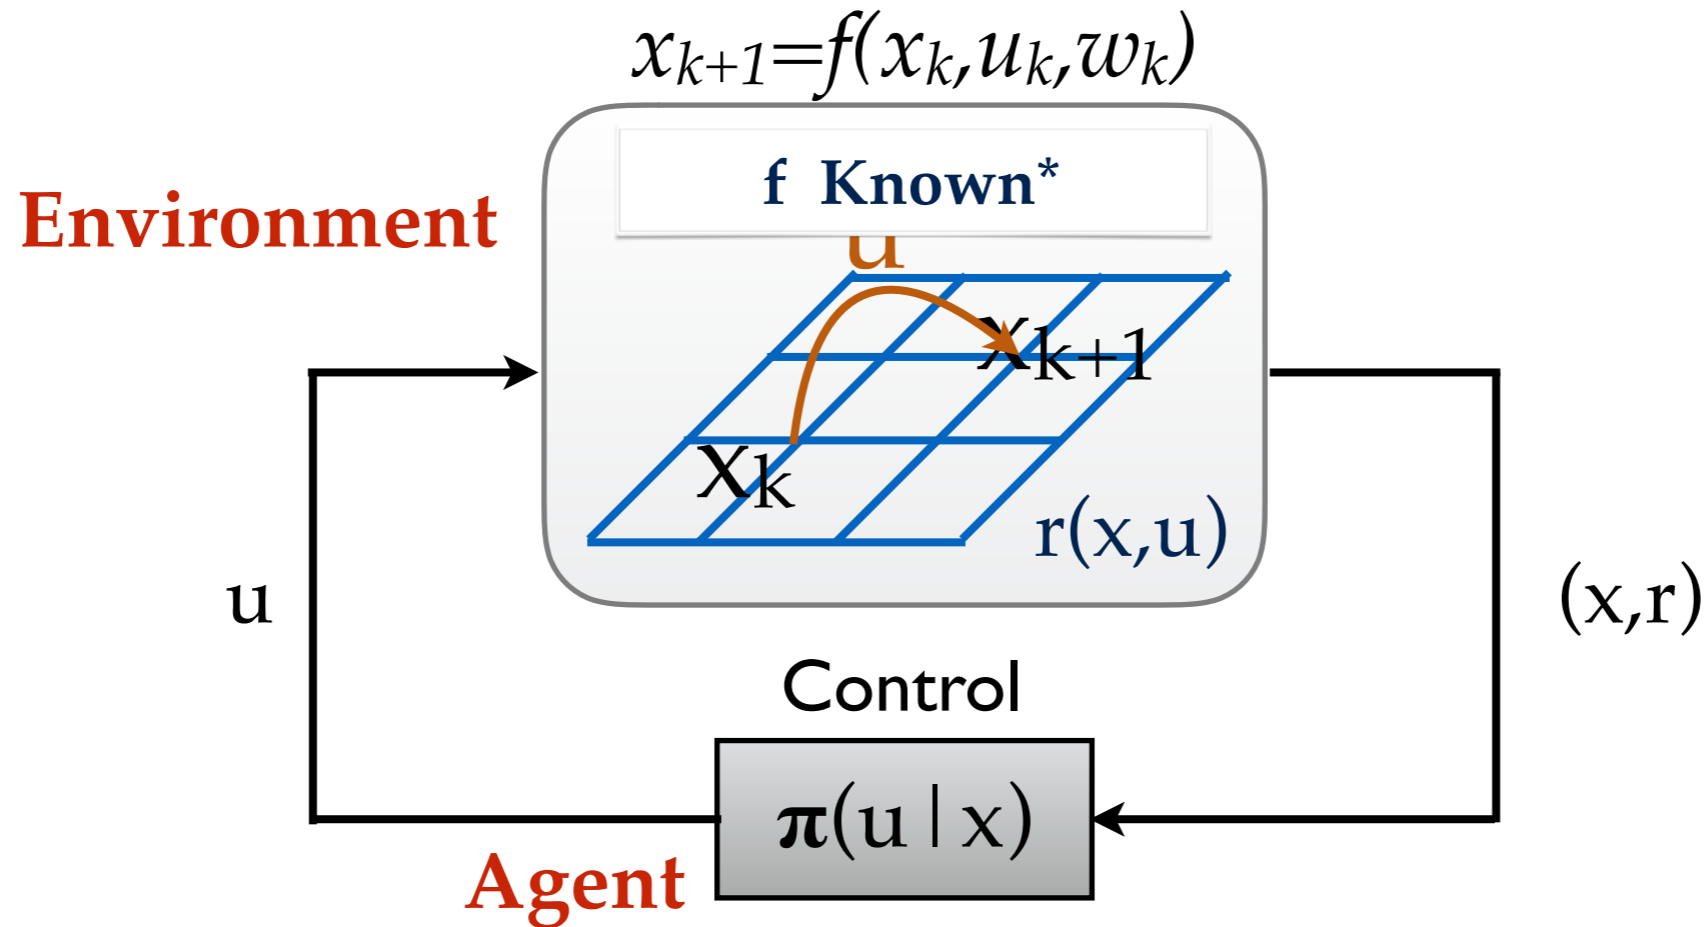 xₖ₊₁=f(xₖ,uₖ,wₖ)
f Known*
Environment
u
xₖ₊₁
xₖ
r(x,u)
u
(x,r)
Control
π(u|x)
Agent